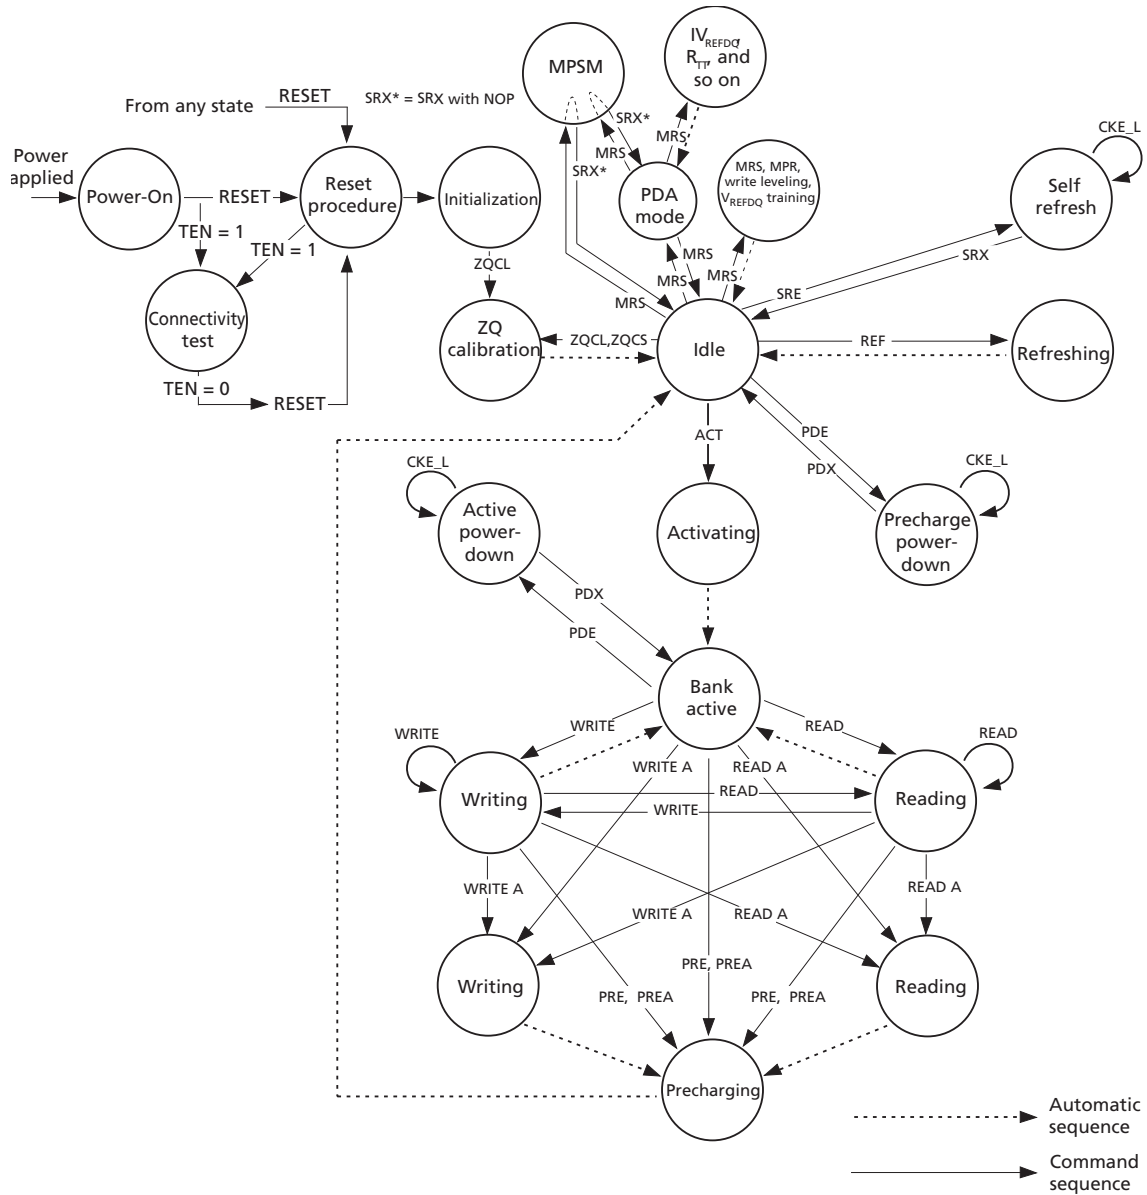 IV REFDQ,
R TT, and
so on
MPSM
SRX* = SRX with NOP
From any state
RESET
SRX*
MRS
MRS
SRX*
CKE_L
Power
applied
Power-On
RESET
Reset
procedure
Initialization
PDA
mode
MRS, MPR,
write leveling,
VREFDQ training
Self
refresh
TEN = 1
TEN = 1
ZQCL
MRS
MRS
MRS
MRS
SRX
SRE
Connectivity
test
ZQ
calibration
ZQCL,ZQCS
Idle
REF
Refreshing
TEN = 0
RESET
ACT
PDE
PDX
CKE_L
CKE_L
Active
power-
down
Activating
Precharge
power-
down
PDX
PDE
Bank
active
WRITE
WRITE
READ
READ
WRITE A
READ A
Writing
READ
WRITE
Reading
WRITE A
READ A
WRITE A
READ A
PRE, PREA
Writing
PRE, PREA
PRE, PREA
Reading
Precharging
Automatic
sequence
Command
sequence